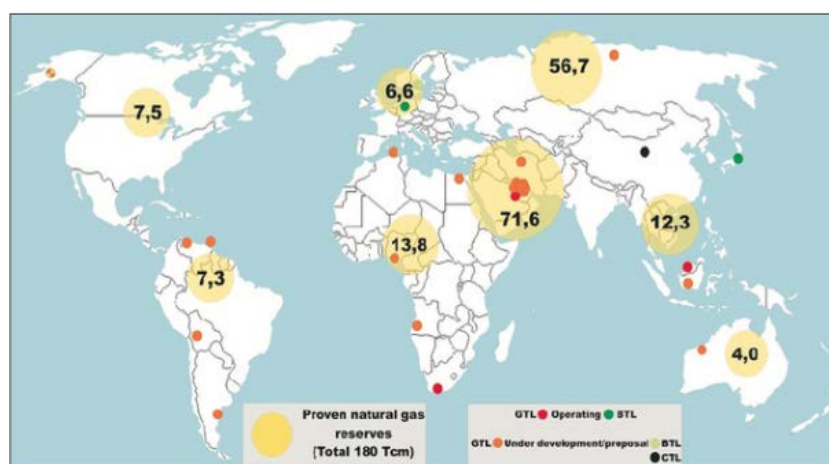 56,7
6,6
7,5
71,6
12,3
13,8
7,3
4,0
Proven natural gas
reserves
(Total 180 Tcm)
GTL Operating STL
GTL Under development/proposal BTL
CTL